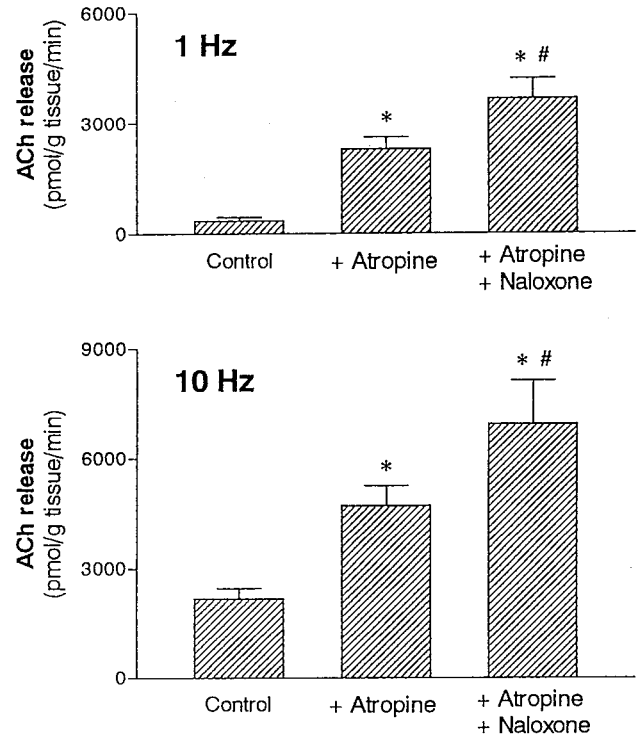 6000
1 Hz
* #
*
3000
0
ACh release
(pmol/g tissue/min)
Control
+ Atropine
+ Atropine
+ Naloxone
9000
10 Hz
* #
*
6000
3000
0
ACh release
(pmol/g tissue/min)
Control
+ Atropine
+ Atropine
+ Naloxone